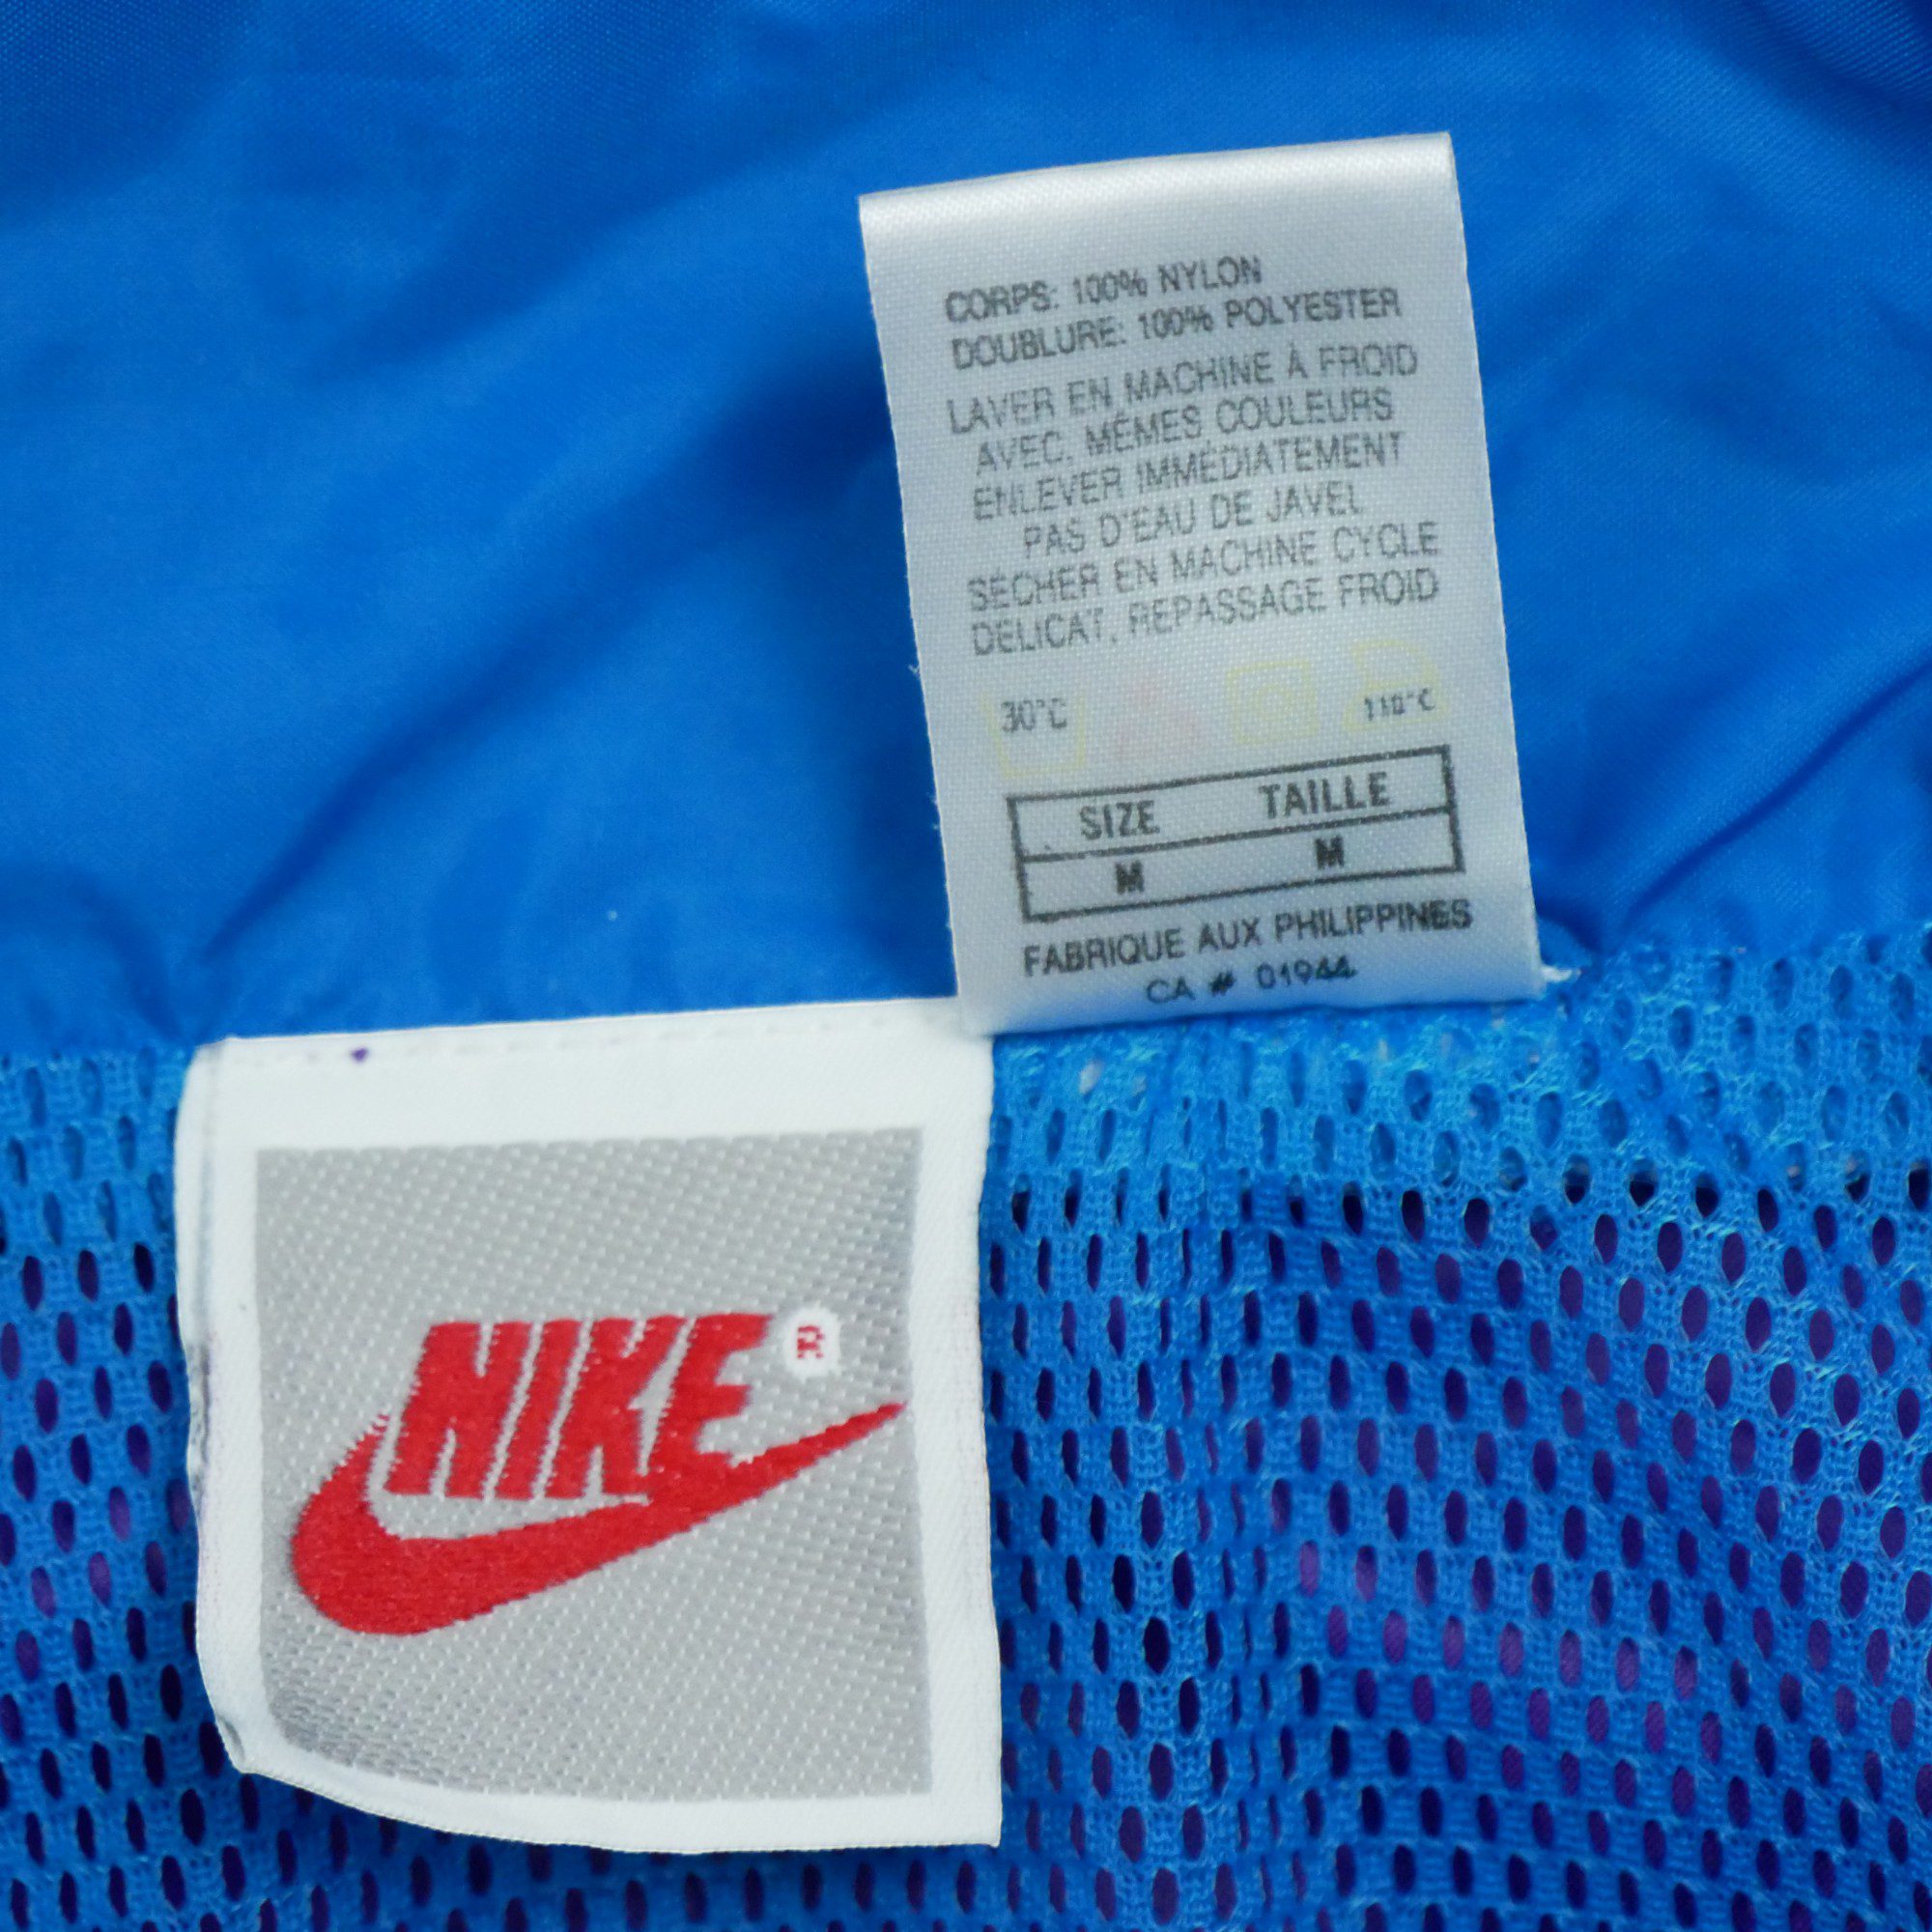 CORPS: 100% NYLON
DOUBLURE: 100% POLYESTER
LAVER EN MACHINE À FROID
AVEC. MÊMES COULEURS
ENLEVER IMMÉDIATEMENT
PAS D'EAU DE JAVEL
SÉCHER EN MACHINE CYCLE
DELICAT, REPASSAGE FROID
30°C 110°C
SIZE TAILLE
M M
FABRIQUE AUX PHILIPPINES
CA # 01944
NIKE ®